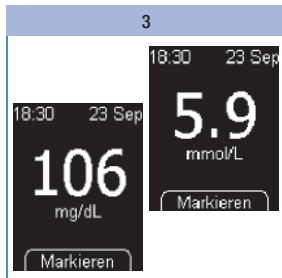 3
18:30 23 Sep
106
mg/dL
Markieren
18:30 23 Sep
5.9
mmol/L
Markieren